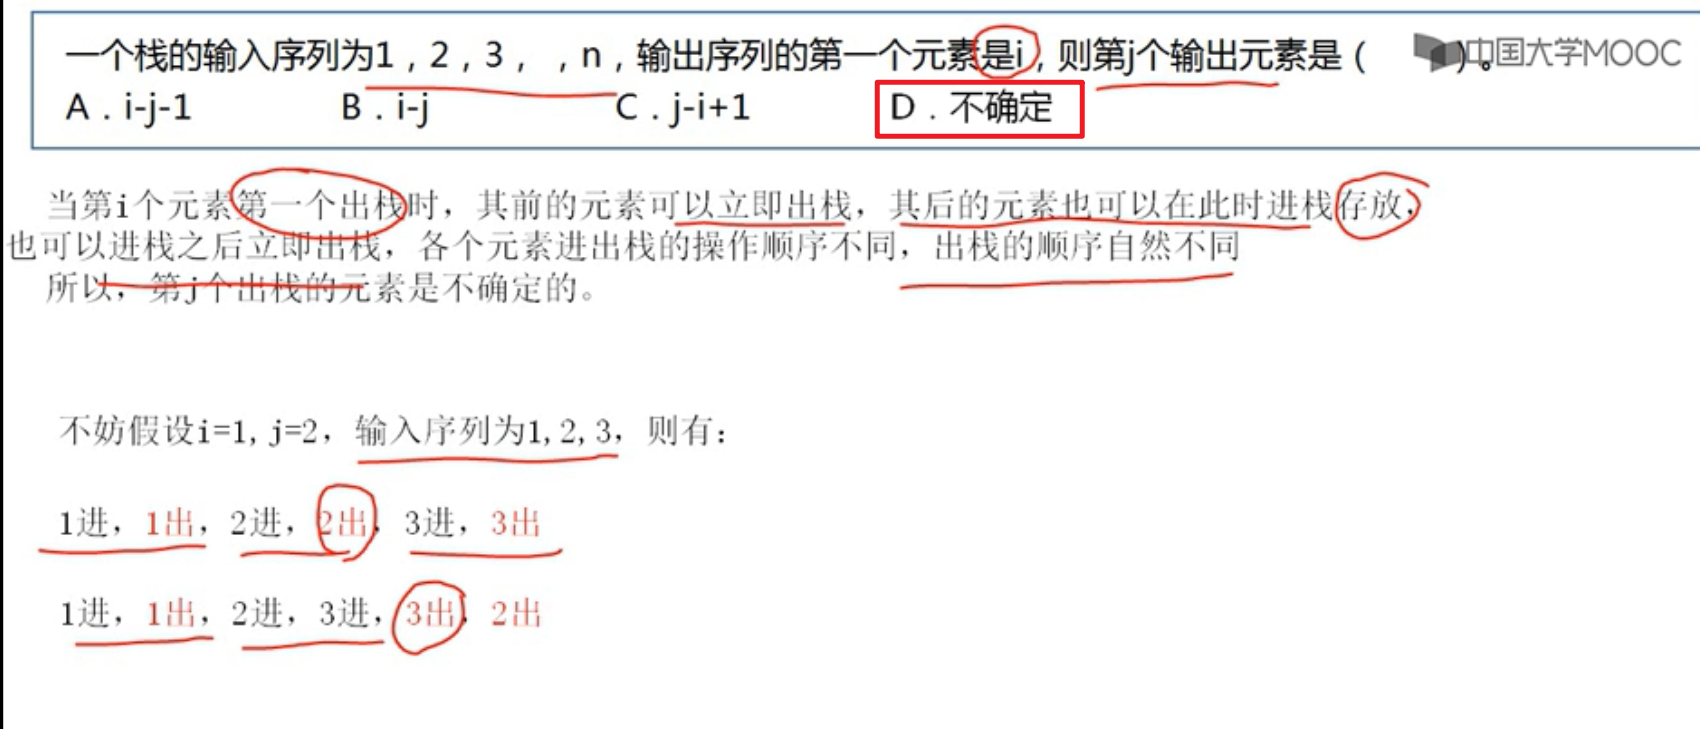 一个栈的输入序列为1，2，3，，n，输出序列的第一个元素是i，则第j个输出元素是（ ）。
中国大学MOOC
A．i-j-1 B．i-j C．j-i+1 D．不确定
当第i个元素第一个出栈时，其前的元素可以立即出栈，其后的元素也可以在此时进栈存放，
也可以进栈之后立即出栈，各个元素进出栈的操作顺序不同，出栈的顺序自然不同
所以，第j个出栈的元素是不确定的。
不妨假设i=1,j=2，输入序列为1,2,3，则有：
1进，1出，2进，2出，3进，3出
1进，1出，2进，3进，3出，2出